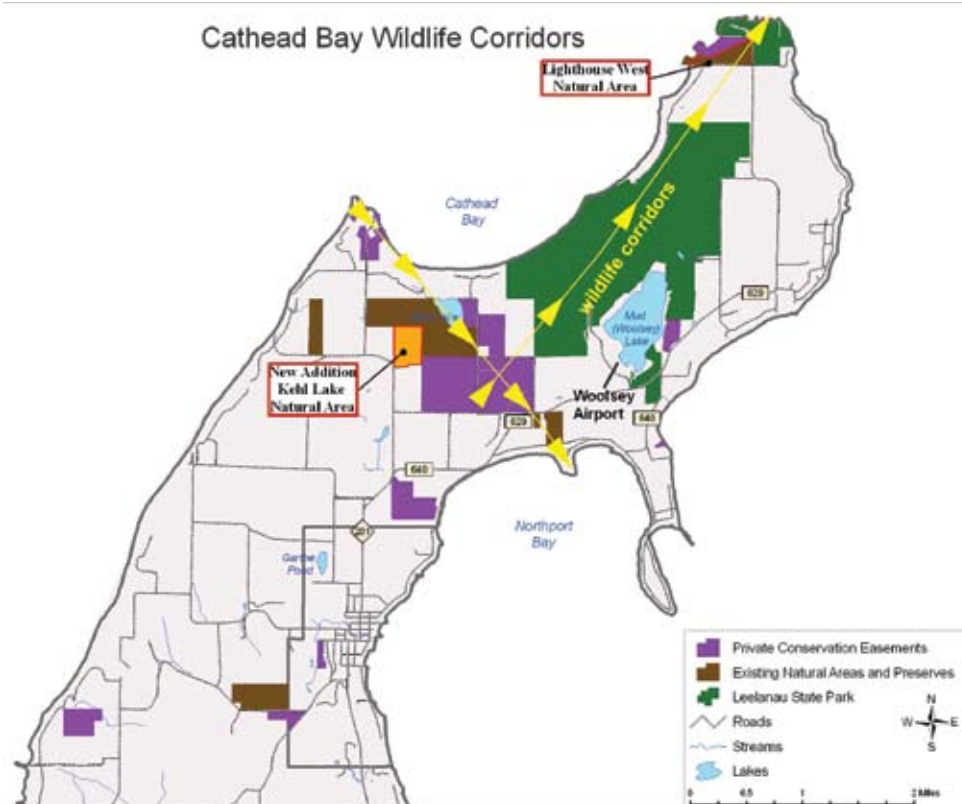 Cathead Bay Wildlife Corridors
Lighthouse West
Natural Area
Cathead
Bay
wildlife corridors
629
Mud
(Woolsey)
Lake
New Addition
Kehl Lake
Natural Area
Woolsey
Airport
629
640
640
Northport
Bay
201
Garthe
Pond
Private Conservation Easements
Existing Natural Areas and Preserves
Leelanau State Park
Roads
Streams
Lakes
N
W E
S
0 0.5 1 2 Miles